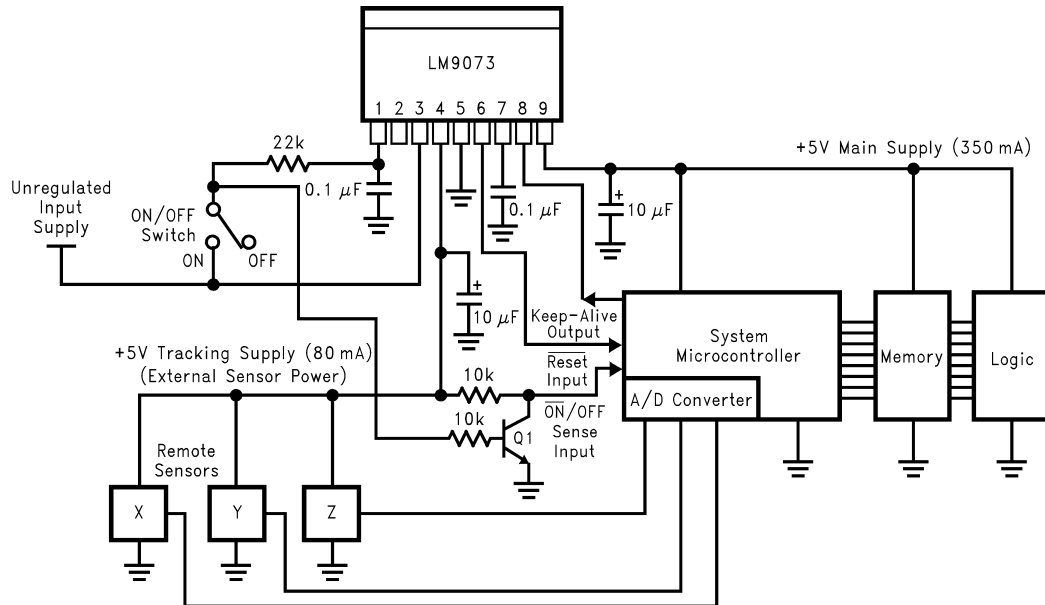 LM9073
1 2 3 4 5 6 7 8 9
22k
+5V Main Supply (350 mA)
Unregulated
Input
Supply
0.1 μF
0.1 μF
+
10 μF
ON/OFF
Switch
ON
OFF
+
10 μF
Keep-Alive
Output
System
Microcontroller
Memory
Logic
+5V Tracking Supply (80 mA)
(External Sensor Power)
Reset
Input
10k
A/D Converter
ON/OFF
Sense
Input
10k
Q1
Remote
Sensors
X
Y
Z